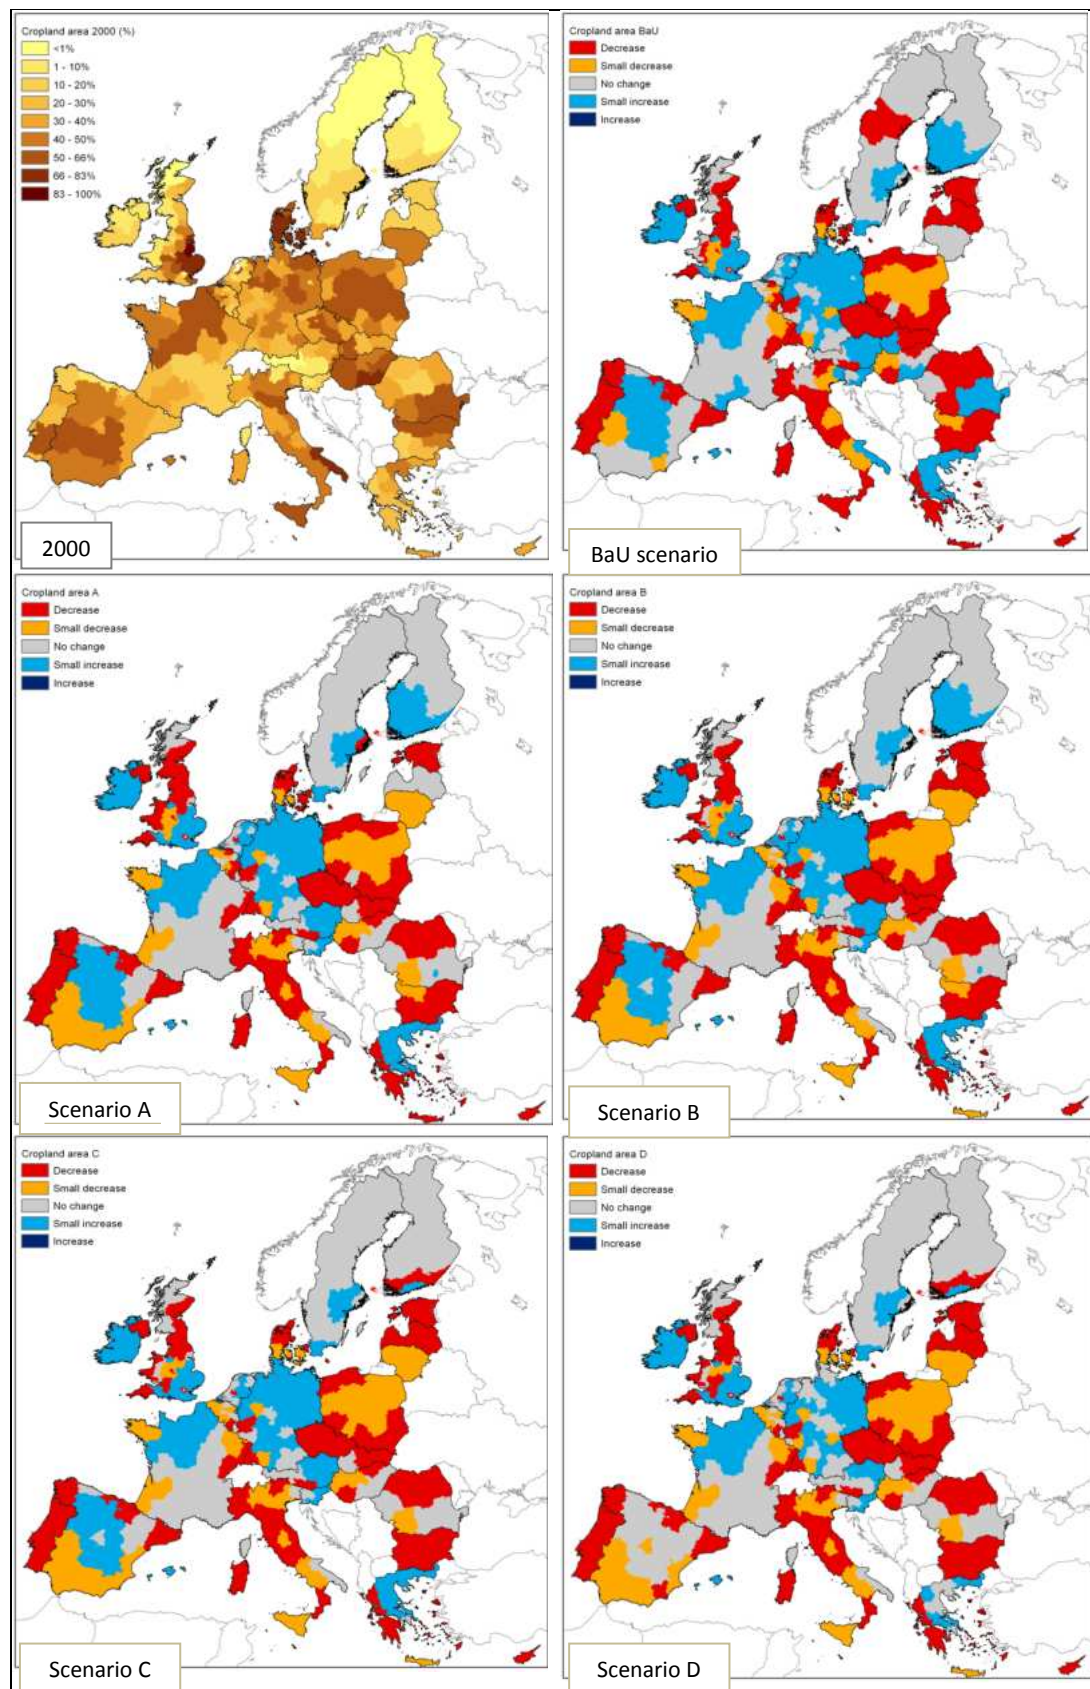 Cropland area 2000 (%)
<1%
1 - 10%
10 - 20%
20 - 30%
30 - 40%
40 - 50%
50 - 66%
66 - 83%
83 - 100%
2000
Cropland area BaU
Decrease
Small decrease
No change
Small increase
Increase
BaU scenario
Cropland area A
Decrease
Small decrease
No change
Small increase
Increase
Scenario A
Cropland area B
Decrease
Small decrease
No change
Small increase
Increase
Scenario B
Cropland area C
Decrease
Small decrease
No change
Small increase
Increase
Scenario C
Cropland area D
Decrease
Small decrease
No change
Small increase
Increase
Scenario D